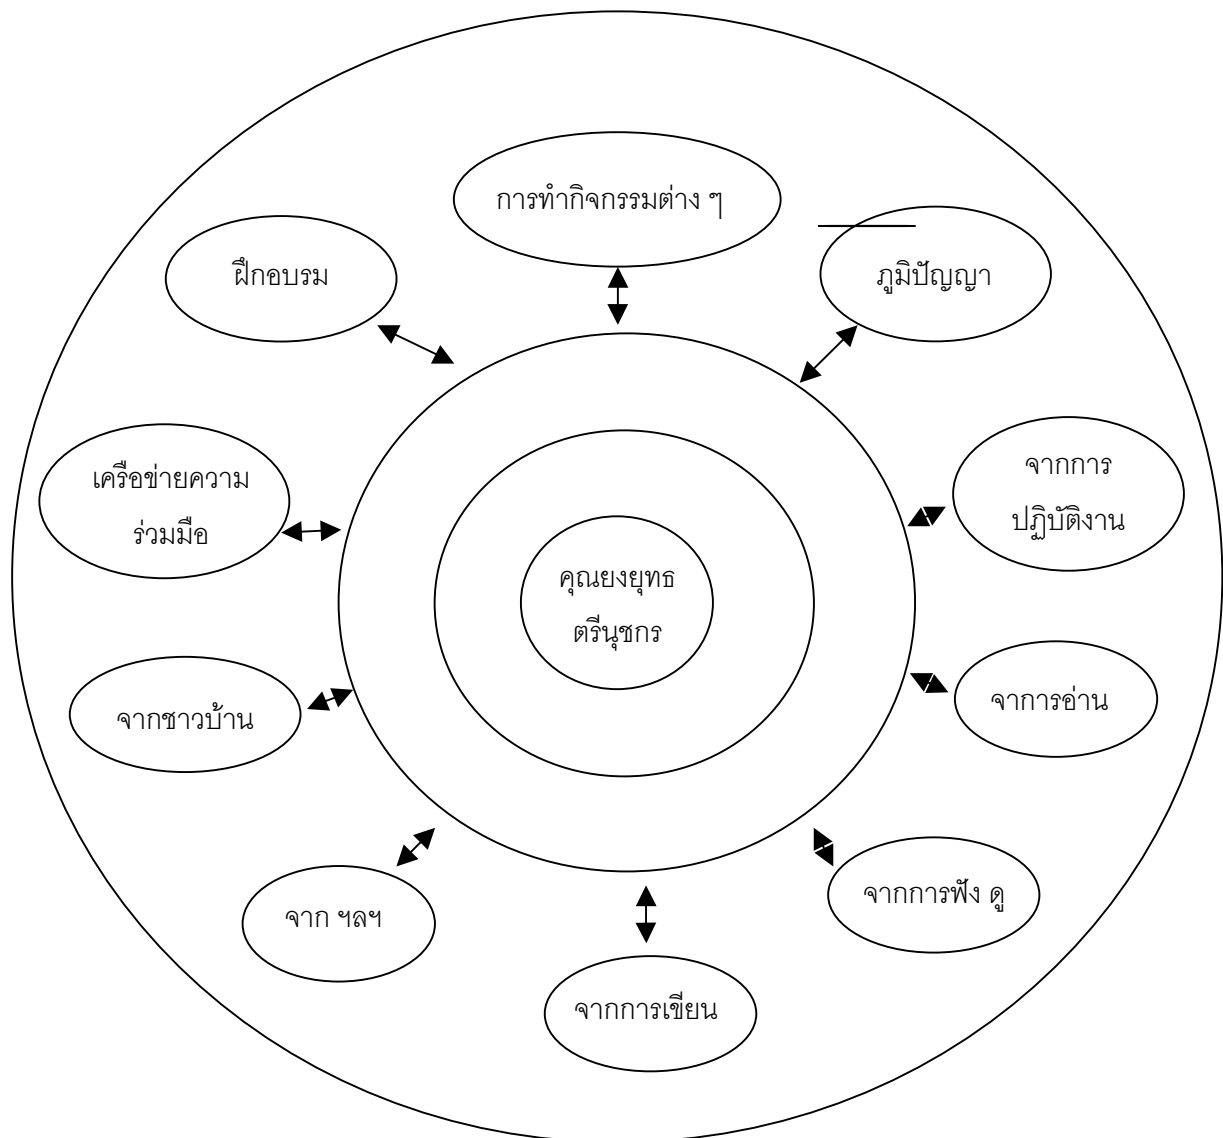 การทำกิจกรรมต่าง ๆ
ฝึกอบรม
ภูมิปัญญา
เครือข่ายความ
ร่วมมือ
จากการ
ปฏิบัติงาน
คุณยงยุทธ
ตรีนุชกร
จากชาวบ้าน
จาการอ่าน
จาก ฯลฯ
จากการฟัง ดู
จากการเขียน